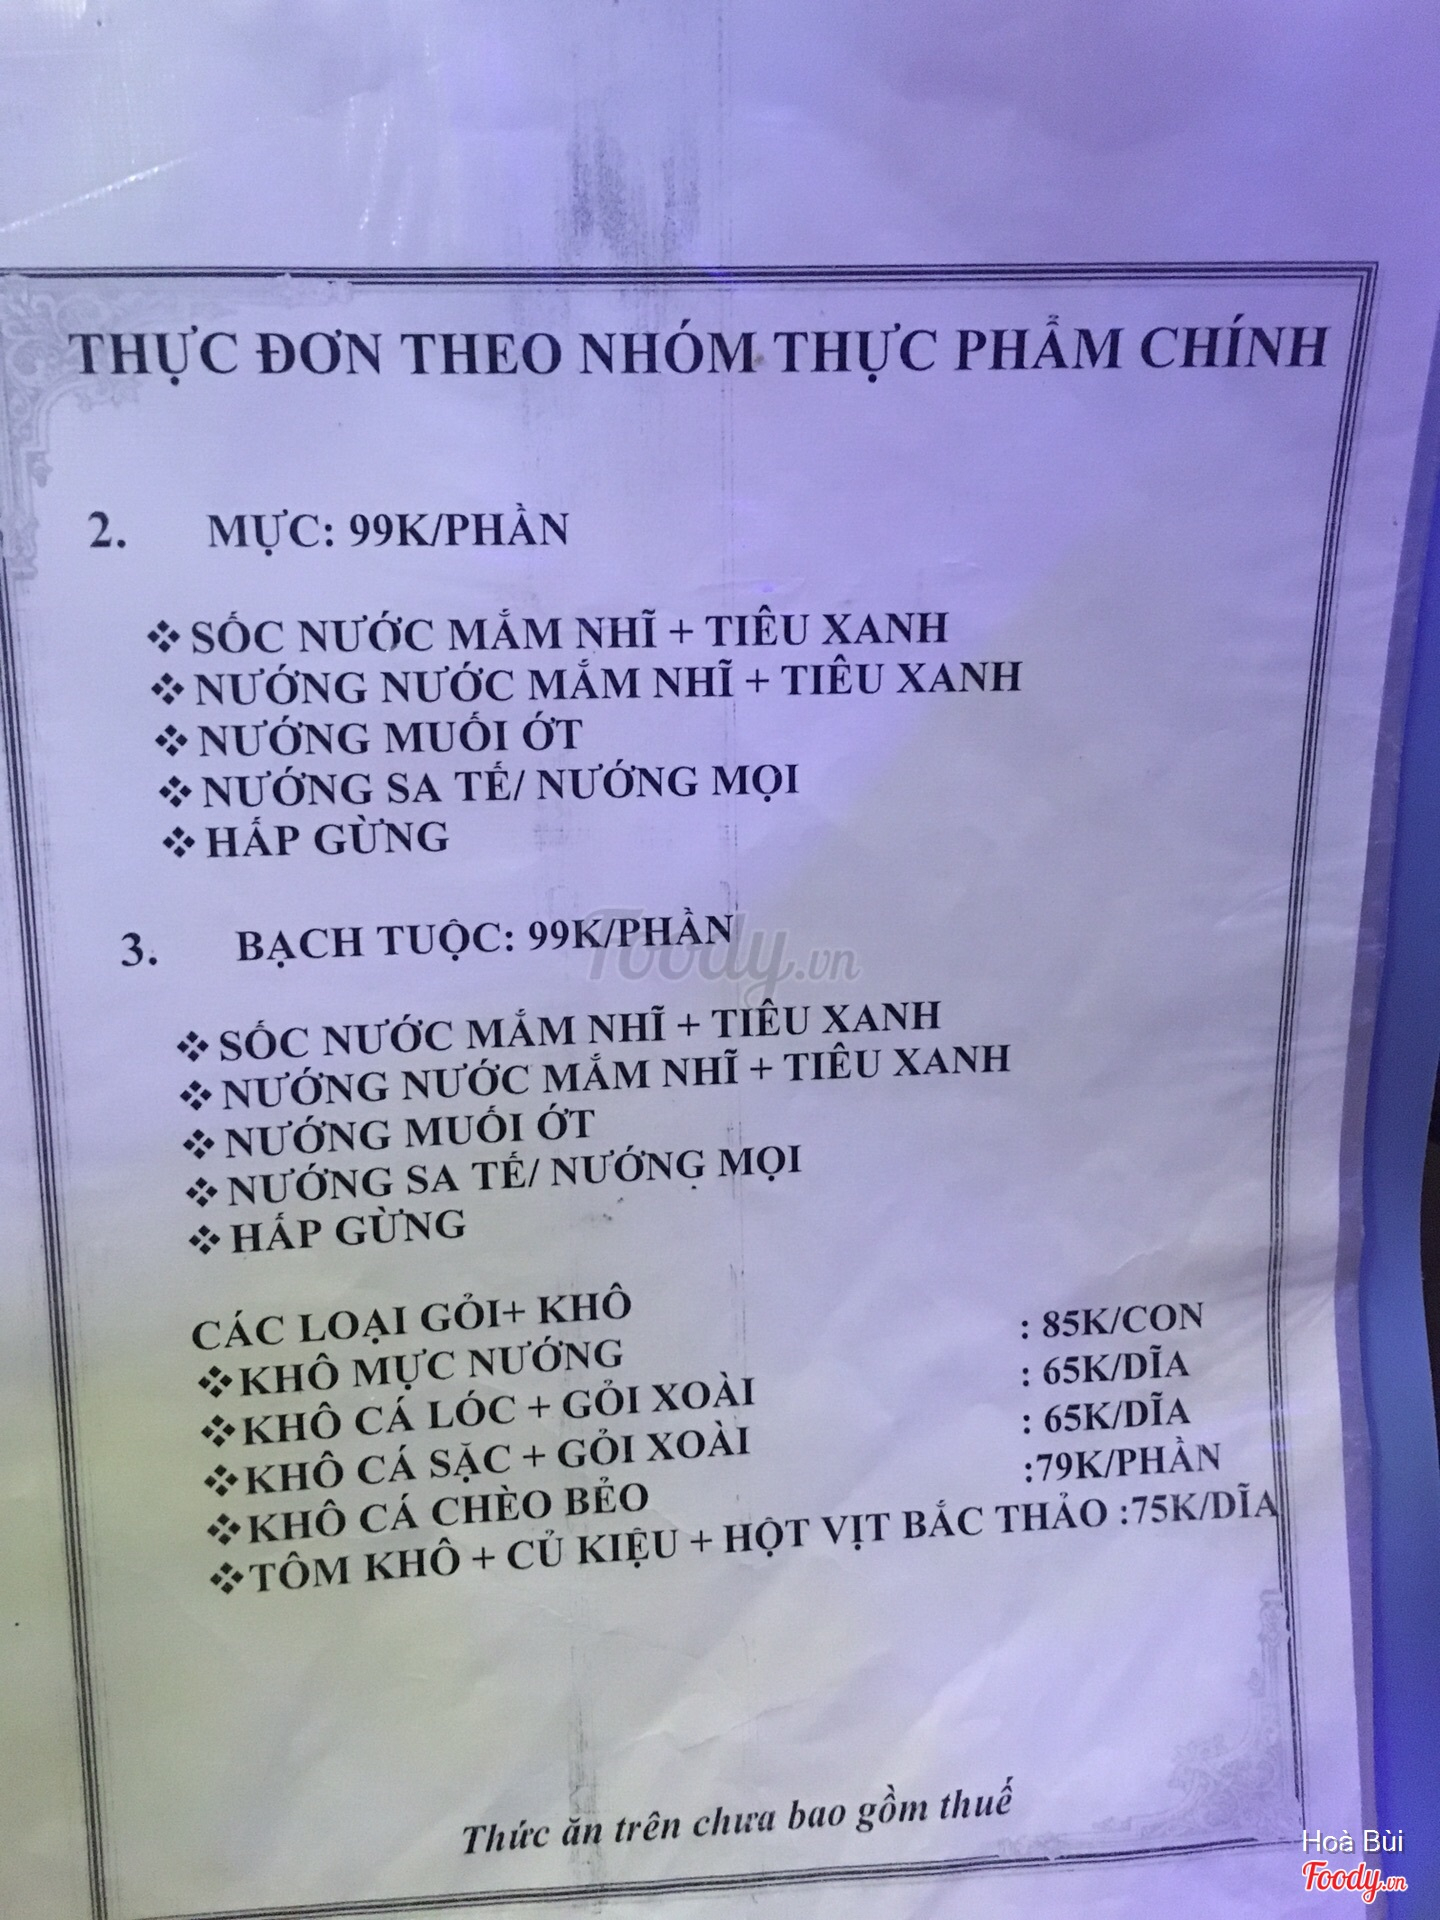 THỰC ĐƠN THEO NHÓM THỰC PHẨM CHÍNH
2. MỰC: 99K/PHẦN
❖ SỐC NƯỚC MẮM NHĨ + TIÊU XANH
❖ NƯỚNG NƯỚC MẮM NHĨ + TIÊU XANH
❖ NƯỚNG MUỐI ỚT
❖ NƯỚNG SA TẾ/ NƯỚNG MỌI
❖ HẤP GỪNG
3. BẠCH TUỘC: 99K/PHẦN
Foody.vn
❖ SỐC NƯỚC MẮM NHĨ + TIÊU XANH
❖ NƯỚNG NƯỚC MẮM NHĨ + TIÊU XANH
❖ NƯỚNG MUỐI ỚT
❖ NƯỚNG SA TẾ/ NƯỚNG MỌI
❖ HẤP GỪNG
CÁC LOẠI GỎI+ KHÔ
❖ KHÔ MỰC NƯỚNG : 85K/CON
❖ KHÔ CÁ LÓC + GỎI XOÀI : 65K/DĨA
❖ KHÔ CÁ SẶC + GỎI XOÀI : 65K/DĨA
❖ KHÔ CÁ CHÈO BẺO :79K/PHẦN
❖ TÔM KHÔ + CỦ KIỆU + HỘT VỊT BẮC THẢO :75K/DĨA
Thức ăn trên chưa bao gồm thuế
Hoà Bùi
Foody.vn